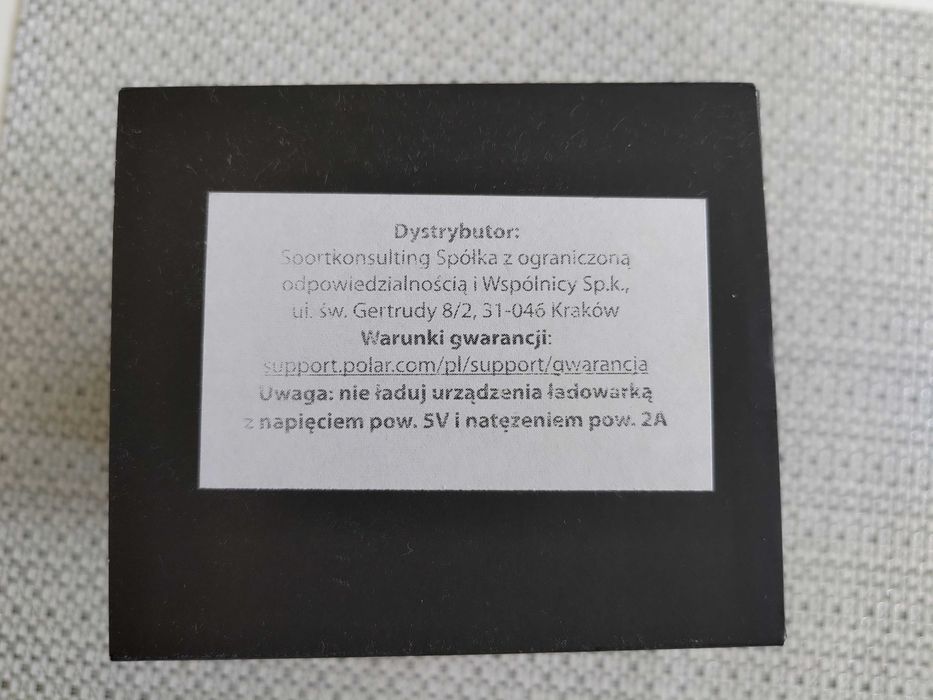 Dystrybutor:
Sportkonsulting Spółka z ograniczoną
odpowiedzialnością i Wspólnicy Sp.k.,
ul. św. Gertrudy 8/2, 31-046 Kraków
Warunki gwarancji:
support.polar.com/pl/support/gwarancja
Uwaga: nie ładuj urządzenia ładowarką
z napięciem pow. 5V i natężeniem pow. 2A